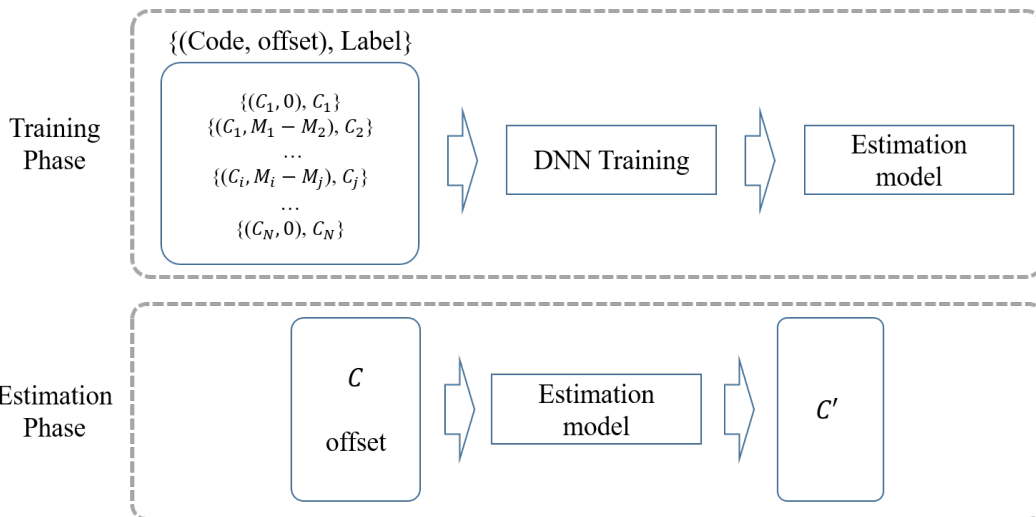 {(Code, offset), Label}
Training
Phase
{(𝐶₁, 0), 𝐶₁}
{(𝐶₁, 𝑀₁ − 𝑀₂), 𝐶₂}
…
{(𝐶ᵢ, 𝑀ᵢ − 𝑀ⱼ), 𝐶ⱼ}
…
{(𝐶_N, 0), 𝐶_N}
DNN Training
Estimation
model
Estimation
Phase
𝐶
offset
Estimation
model
𝐶′